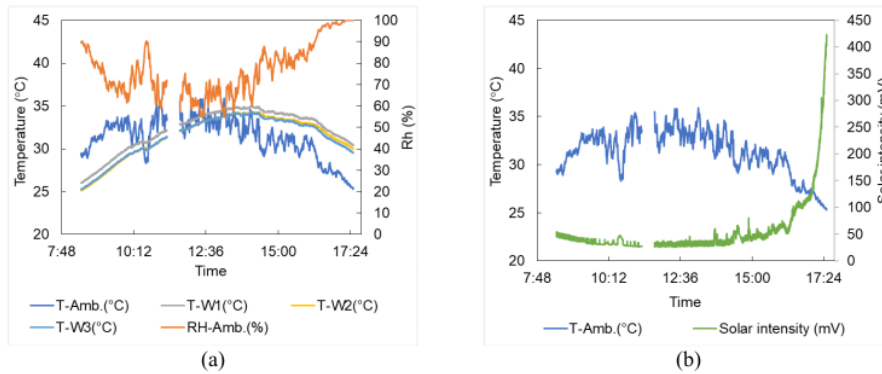 45
40
35
30
25
20
Temperature (°C)
100
90
80
70
60
50
40
30
20
10
0
Rh (%)
7:48 10:12 12:36 15:00 17:24
Time
T-Amb.(°C) T-W1(°C) T-W2(°C)
T-W3(°C) RH-Amb.(%)
(a)
45
40
35
30
25
20
Temperature (°C)
450
400
350
300
250
200
150
100
50
0
Solar intensity (mV)
7:48 10:12 12:36 15:00 17:24
Time
T-Amb.(°C) Solar intensity (mV)
(b)